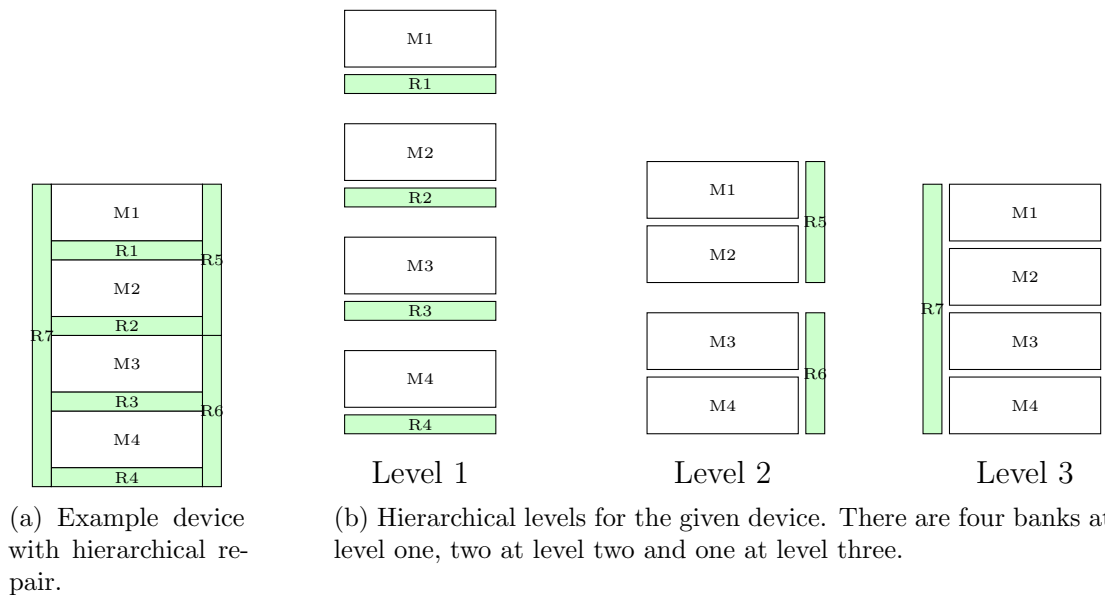 M1
R1
M2
R2
M3
R3
M4
R4
R5
R6
R7
(a) Example device
with hierarchical re-
pair.
M1
R1
M2
R2
M3
R3
M4
R4
Level 1
M1
M2
R5
M3
M4
R6
Level 2
R7
M1
M2
M3
M4
Level 3
(b) Hierarchical levels for the given device. There are four banks at
level one, two at level two and one at level three.